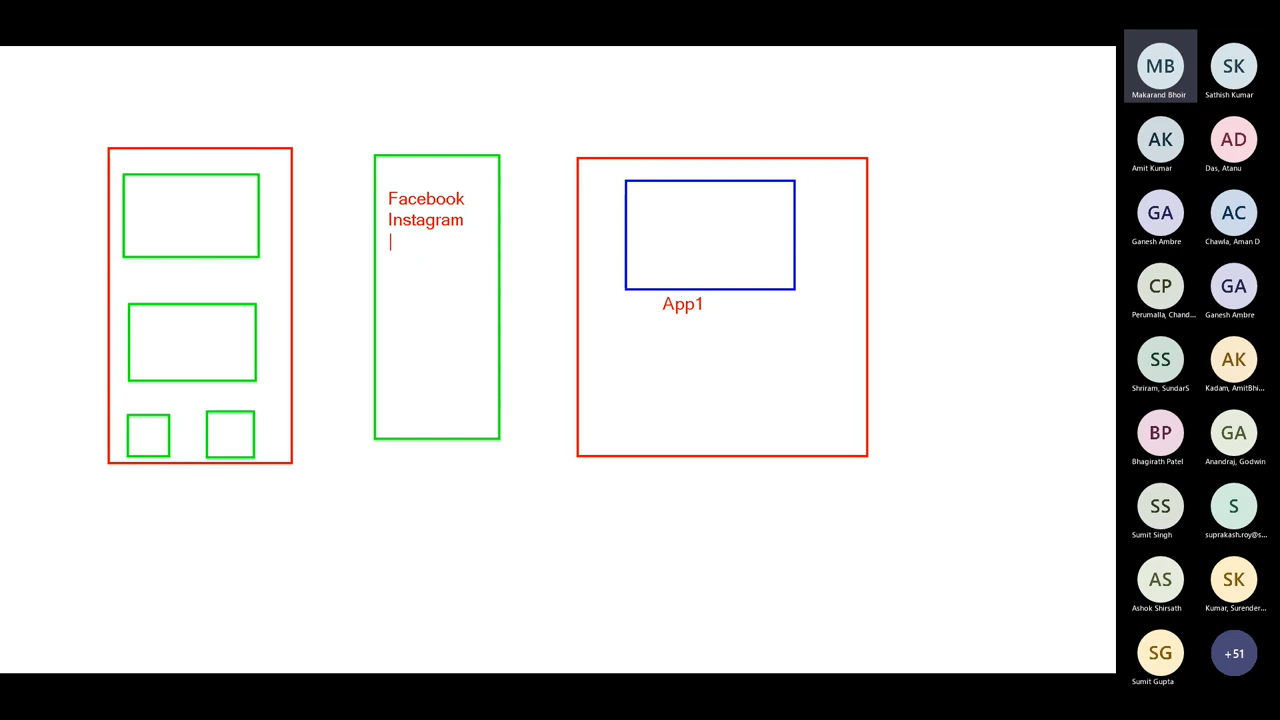 Facebook
Instagram
App1
MB
Makarand Bhoir
SK
Sathish Kumar
AK
Amit Kumar
AD
Das, Atanu
GA
Ganesh Ambre
AC
Chawla, Aman D
CP
Perumalla, Chand...
GA
Ganesh Ambre
SS
Shriram, SundarS
AK
Kadam, AmitBhi...
BP
Bhagirath Patel
GA
Anandraj, Godwin
SS
Sumit Singh
S
suprakash.roy@s...
AS
Ashok Shirsath
SK
Kumar, Surender...
SG
Sumit Gupta
+51